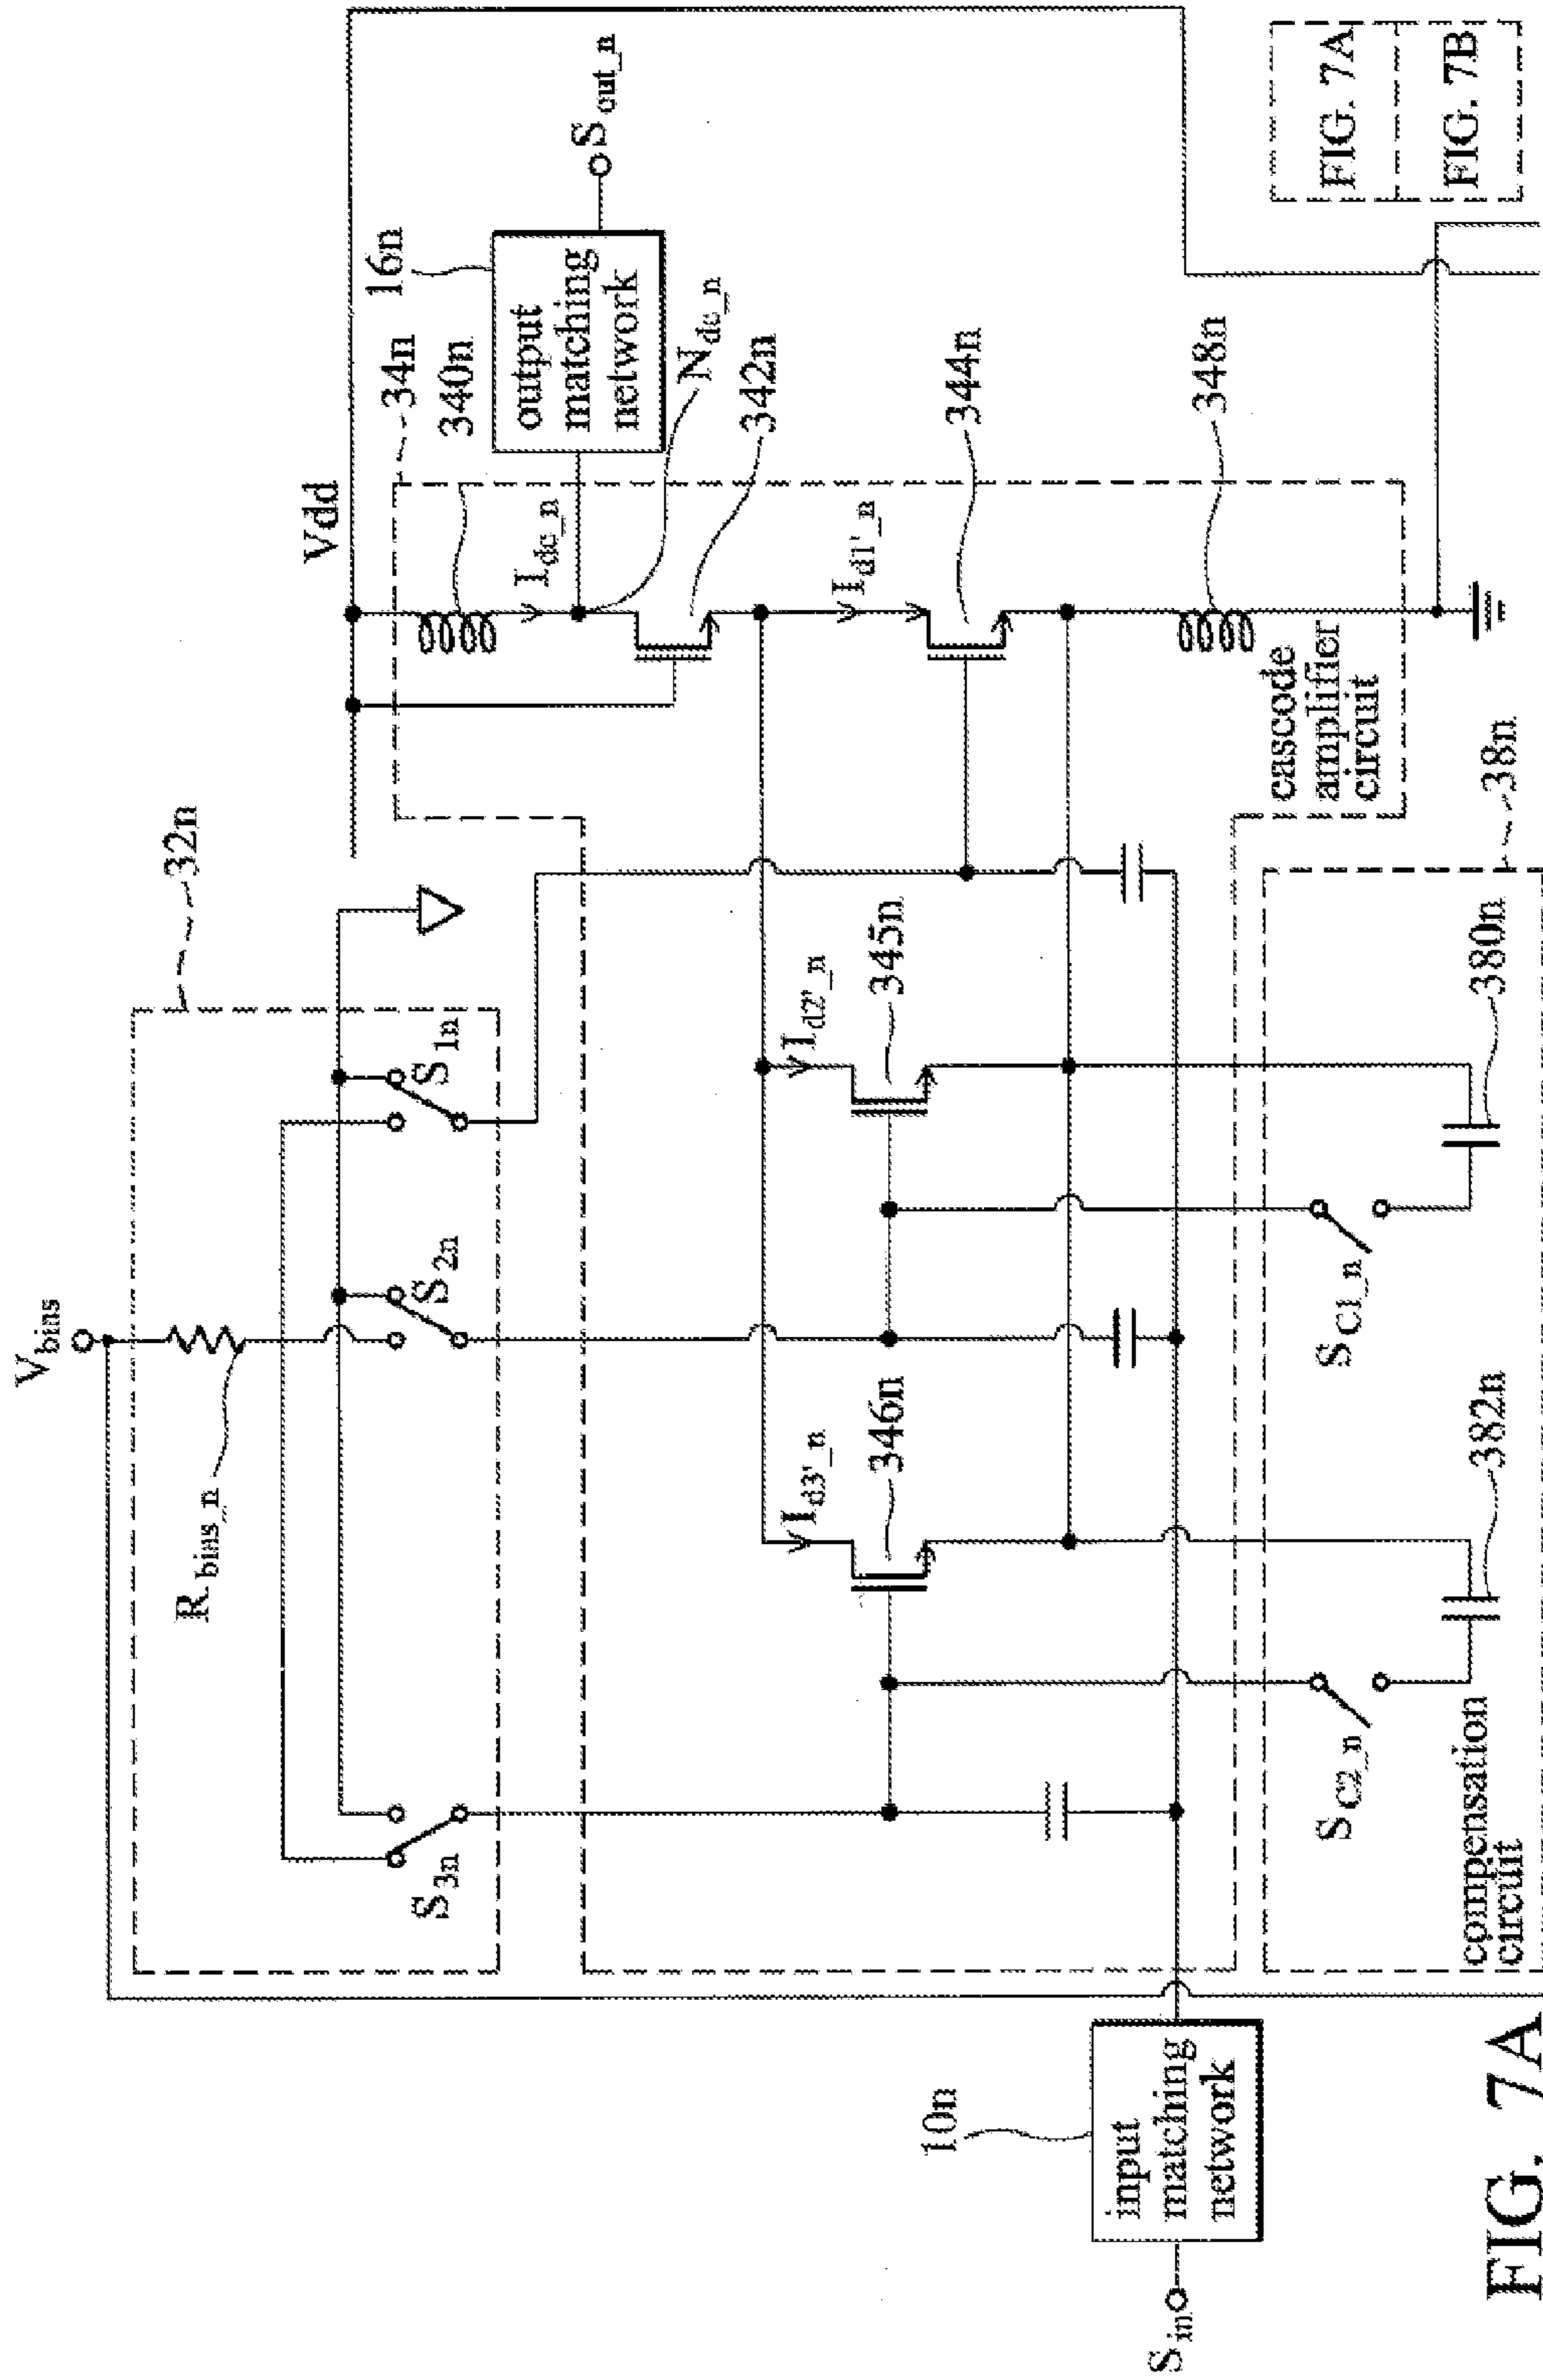 V_bias
32n
R_bias_n
S_3n
S_2n
S_1n
Vdd
34n
340n
16n
output
matching
network
S_out_n
I_dc_n
N_dc_n
342n
I_d3'_n
346n
I_d2'_n
345n
I_d1'_n
344n
348n
cascode
amplifier
circuit
38n
S_C2_n
382n
S_C1_n
380n
compensation
circuit
10n
input
matching
network
S_in
FIG. 7A
FIG. 7B
FIG. 7A